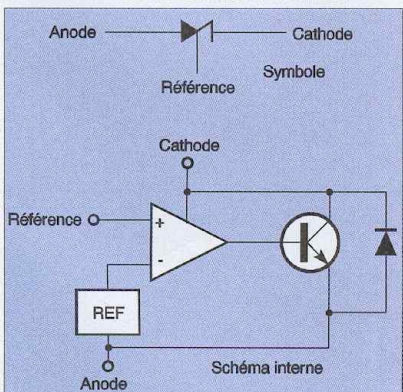 Anode
Cathode
Référence
Symbole
Cathode
Référence
+
-
REF
Anode
Schéma interne